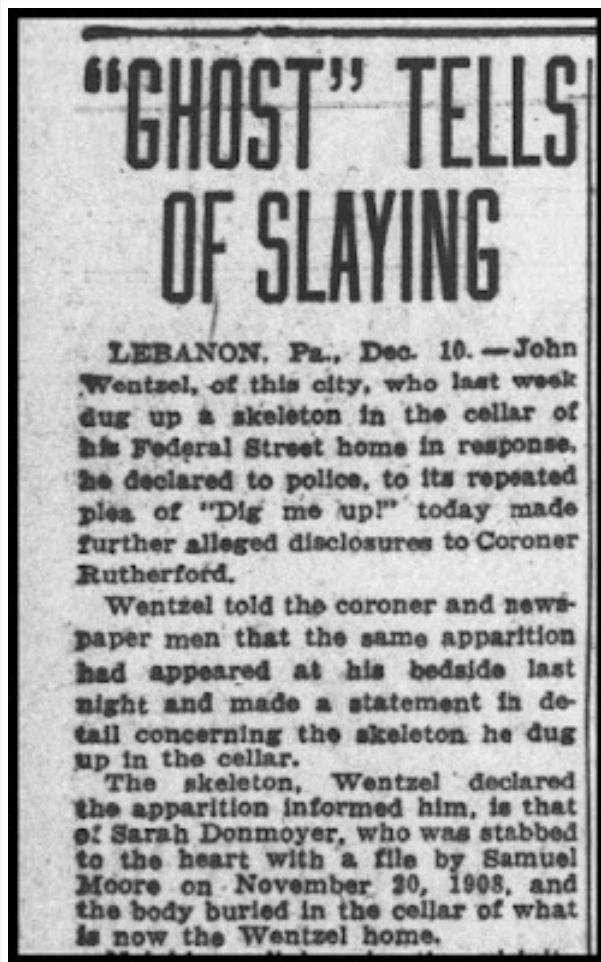 "GHOST" TELLS
OF SLAYING
LEBANON, Pa., Dec. 10.—John
Wentzel, of this city, who last week
dug up a skeleton in the cellar of
his Federal Street home in response,
he declared to police, to its repeated
plea of "Dig me up!" today made
further alleged disclosures to Coroner
Rutherford.
Wentzel told the coroner and news-
paper men that the same apparition
had appeared at his bedside last
night and made a statement in de-
tail concerning the skeleton he dug
up in the cellar.
The skeleton, Wentzel declared
the apparition informed him, is that
of Sarah Donmoyer, who was stabbed
to the heart with a file by Samuel
Moore on November 20, 1908, and
the body buried in the cellar of what
is now the Wentzel home.